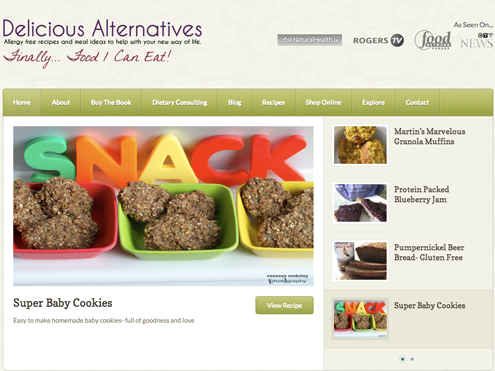 Delicious Alternatives
Allergy free recipes and meal ideas to help with your new way of life.
Finally... Food I Can Eat!
As Seen On...
ROGERS TV
food
NETWORK
CANADA
CTV
NEWS
Home About Buy The Book Dietary Consulting Blog Recipes Shop Online Explore Contact
SNACK
vanessa rentosky
photography
Super Baby Cookies
View Recipe
Easy to make homemade baby cookies- full of goodness and love
Martin's Marvelous
Granola Muffins
Protein Packed
Blueberry Jam
Pumpernickel Beer
Bread- Gluten Free
SNACK
Super Baby Cookies